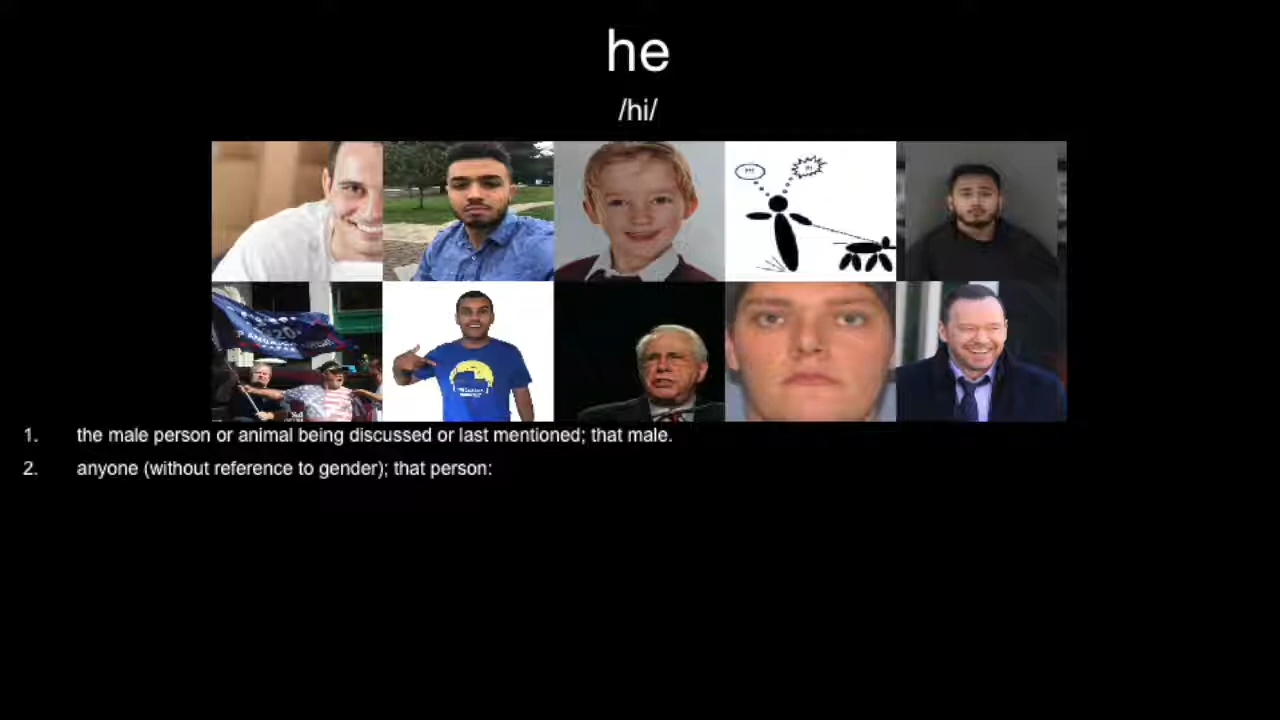 he
/hi/
1. the male person or animal being discussed or last mentioned; that male.
2. anyone (without reference to gender); that person: